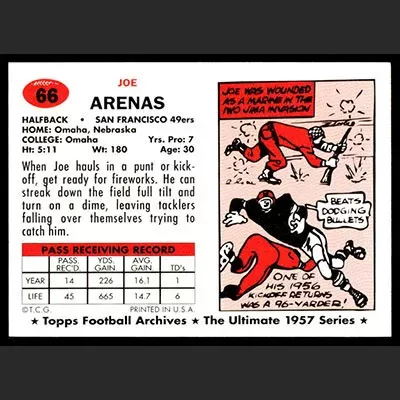 66
JOE
ARENAS
HALFBACK • SAN FRANCISCO 49ers
HOME: Omaha, Nebraska
COLLEGE: Omaha Yrs. Pro: 7
Ht: 5:11 Wt: 180 Age: 30
When Joe hauls in a punt or kick-
off, get ready for fireworks. He can
streak down the field full tilt and
turn on a dime, leaving tacklers
falling over themselves trying to
catch him.
PASS RECEIVING RECORD
PASS REC'D. YDS. GAIN AVG. GAIN TD's
YEAR 14 226 16.1 1
LIFE 45 665 14.7 6
©T.C.G. PRINTED IN U.S.A.
JOE WAS WOUNDED
AS A MARINE IN THE
IWO JIMA INVASION
BEATS
DODGING
BULLETS
ONE OF
HIS 1956
KICKOFF RETURNS
WAS A 96-YARDER!
★ Topps Football Archives ★ The Ultimate 1957 Series ★